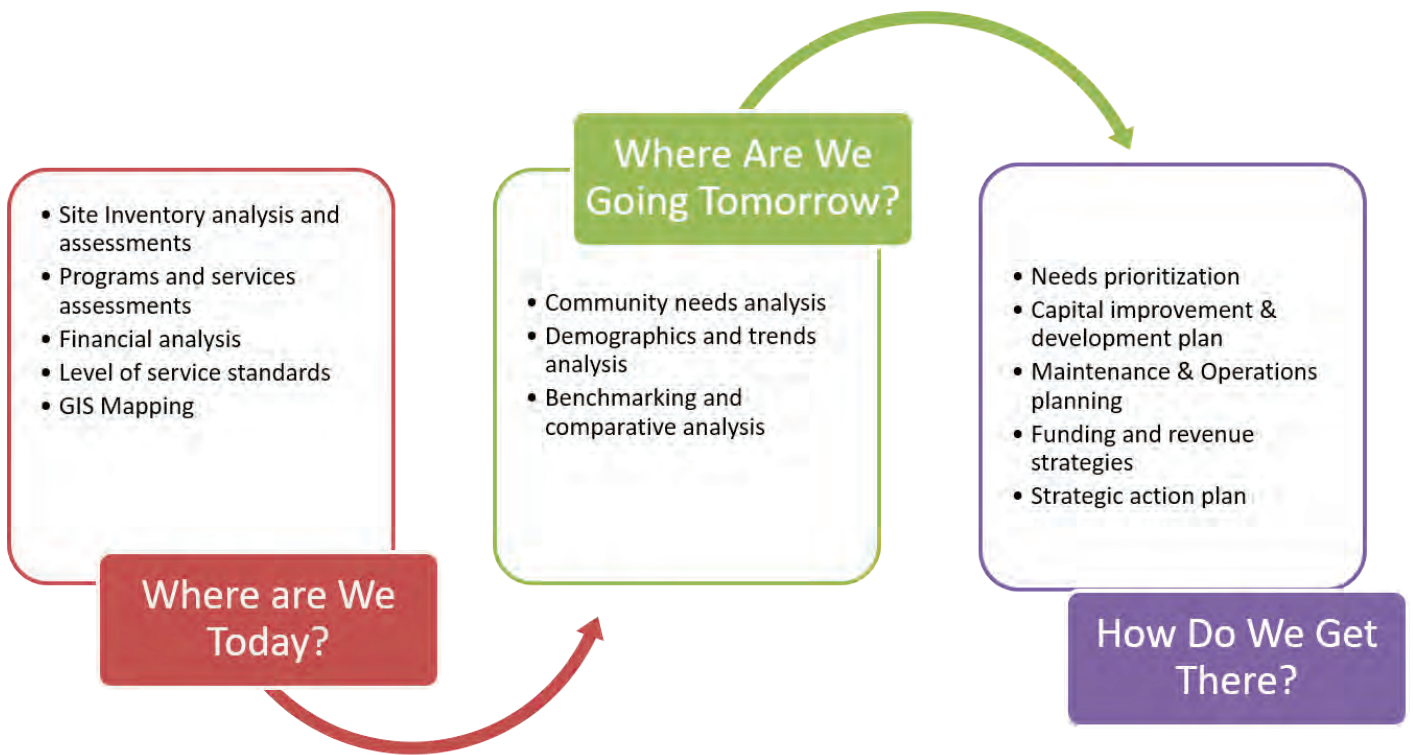 • Site Inventory analysis and
assessments
• Programs and services
assessments
• Financial analysis
• Level of service standards
• GIS Mapping
Where are We
Today?
Where Are We
Going Tomorrow?
• Community needs analysis
• Demographics and trends
analysis
• Benchmarking and
comparative analysis
• Needs prioritization
• Capital improvement &
development plan
• Maintenance & Operations
planning
• Funding and revenue
strategies
• Strategic action plan
How Do We Get
There?